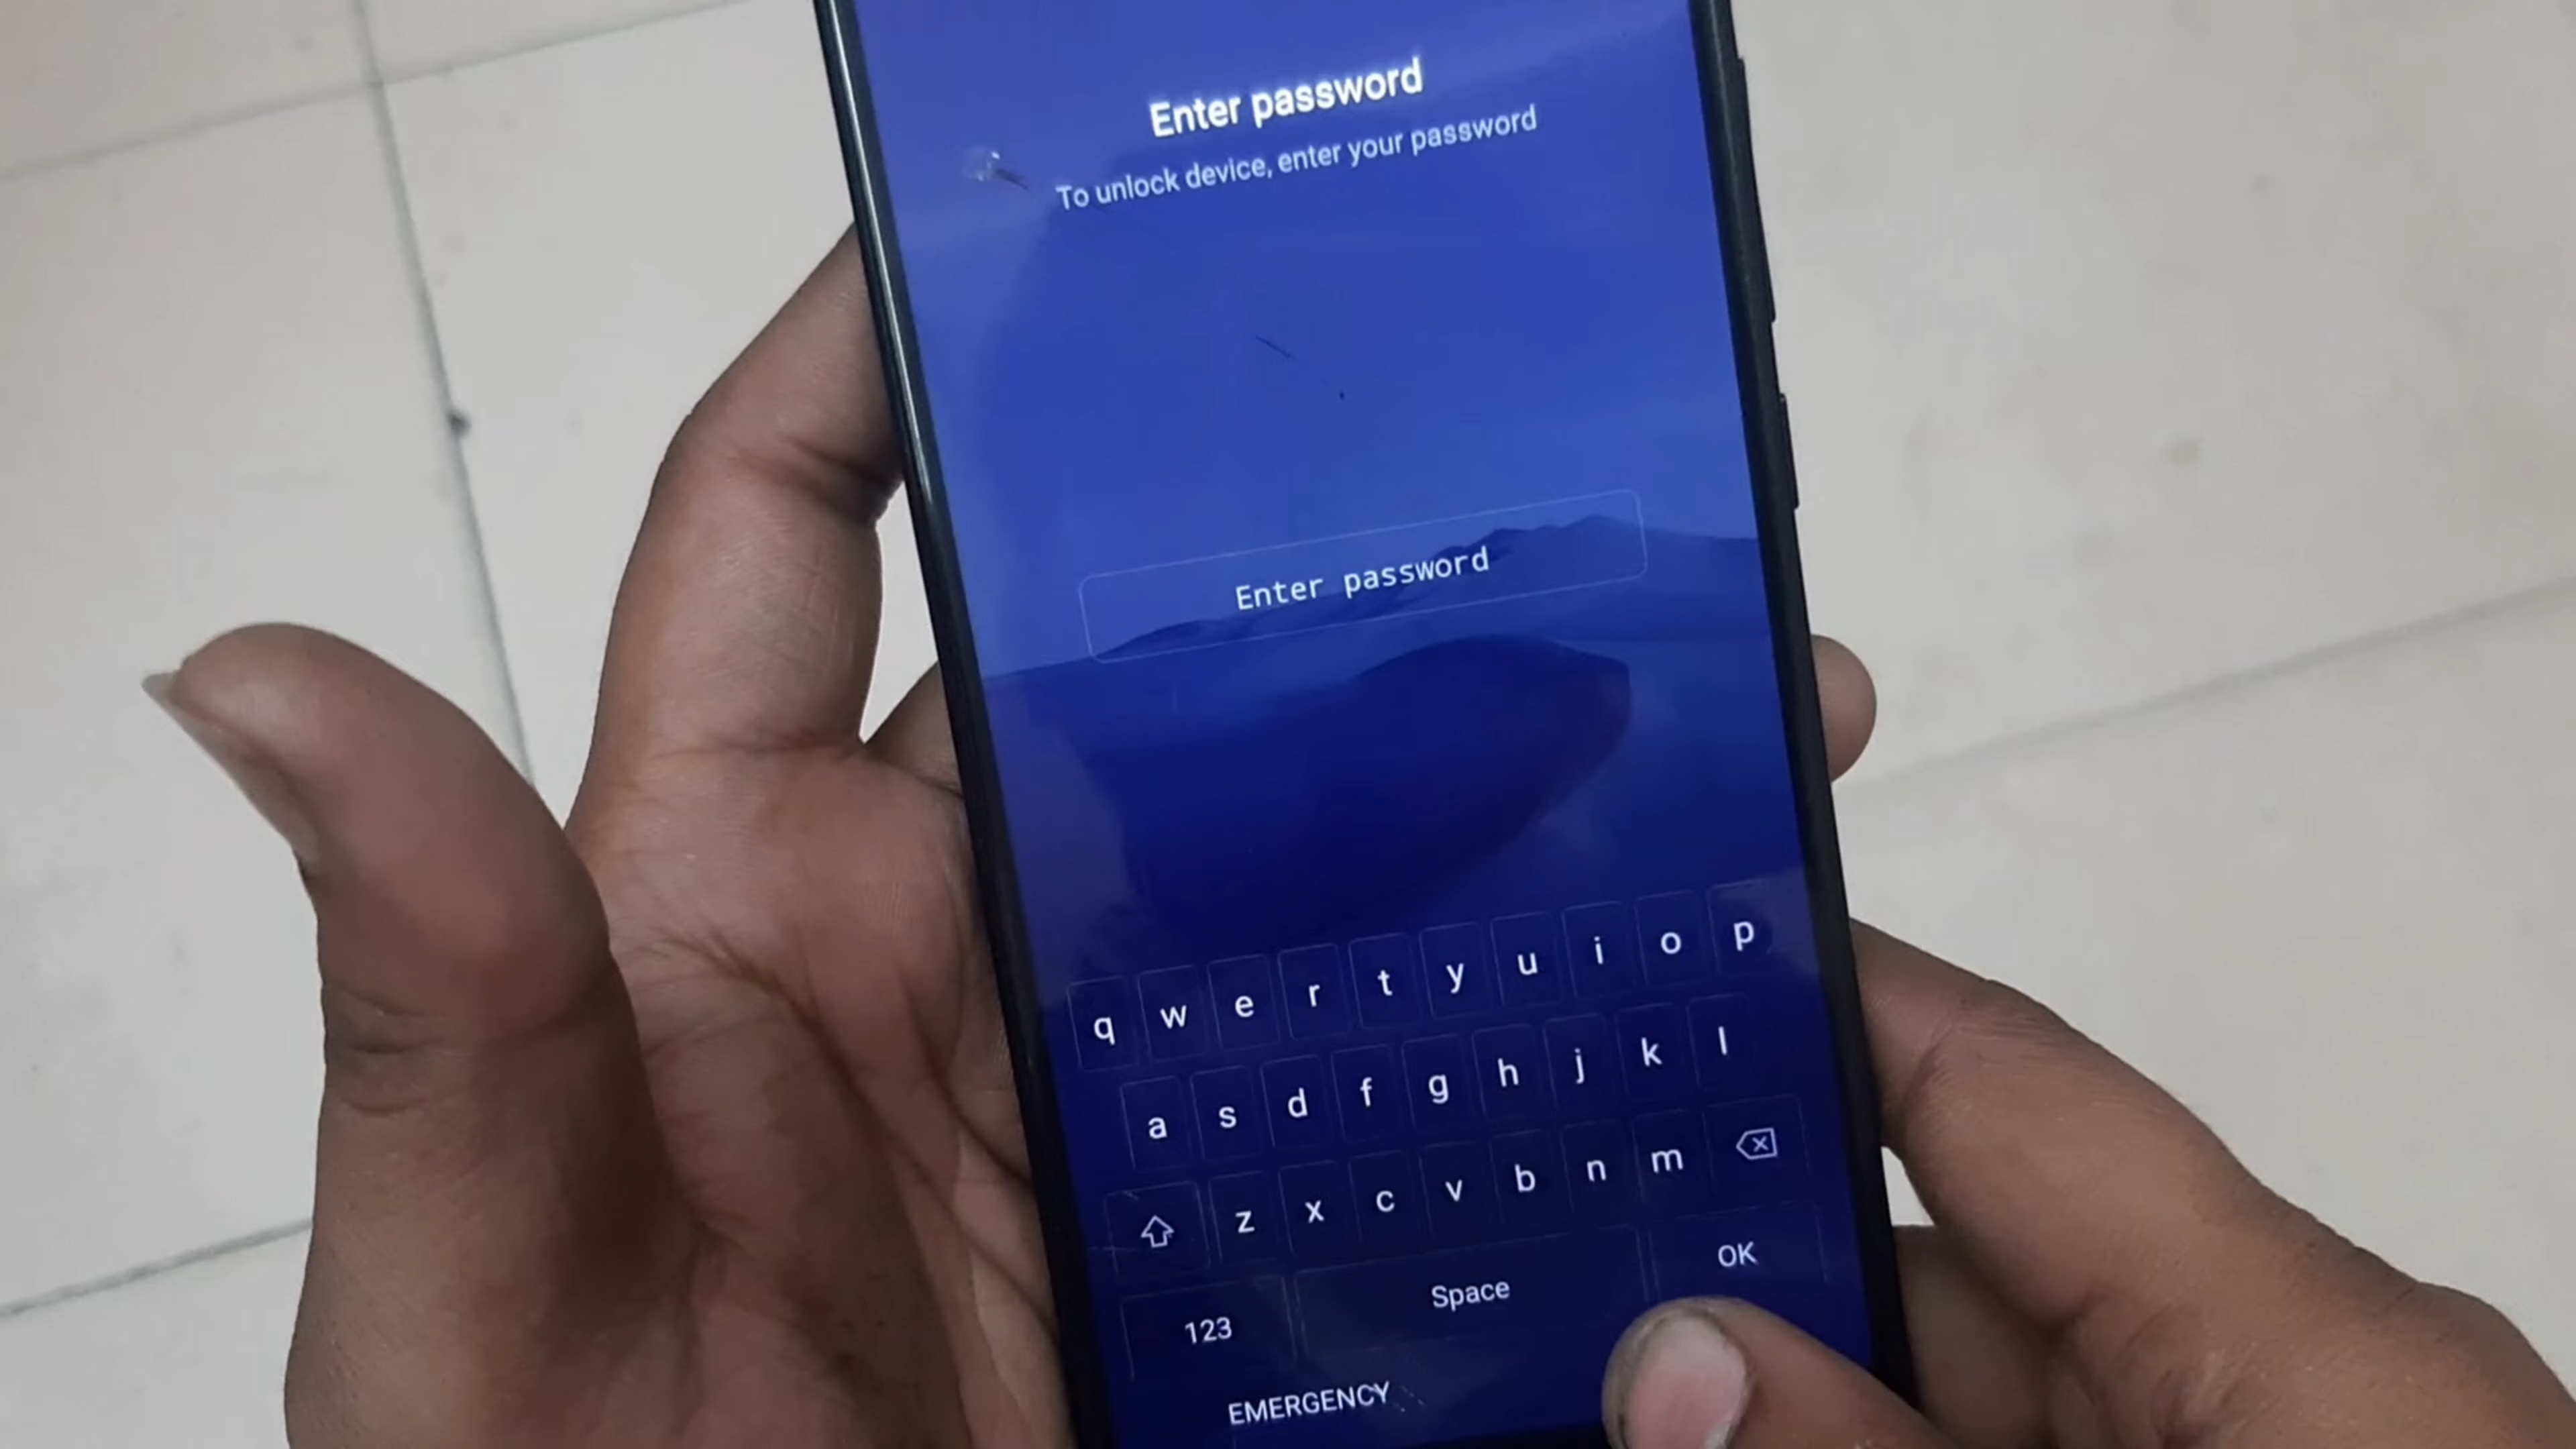 Enter password
To unlock device, enter your password
Enter password
q w e r t y u i o p
a s d f g h j k l
z x c v b n m
123 Space OK
EMERGENCY